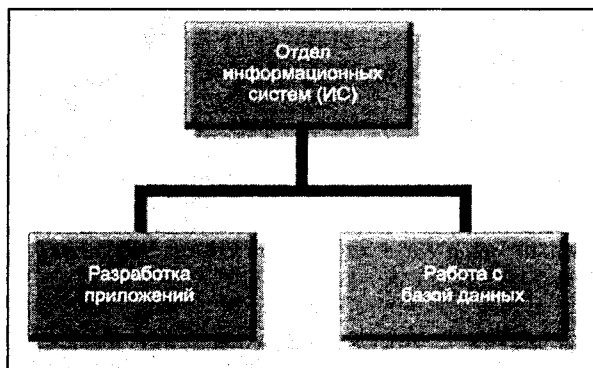 Отдел
информационных
систем (ИС)
Разработка
приложений
Работа с
базой данных